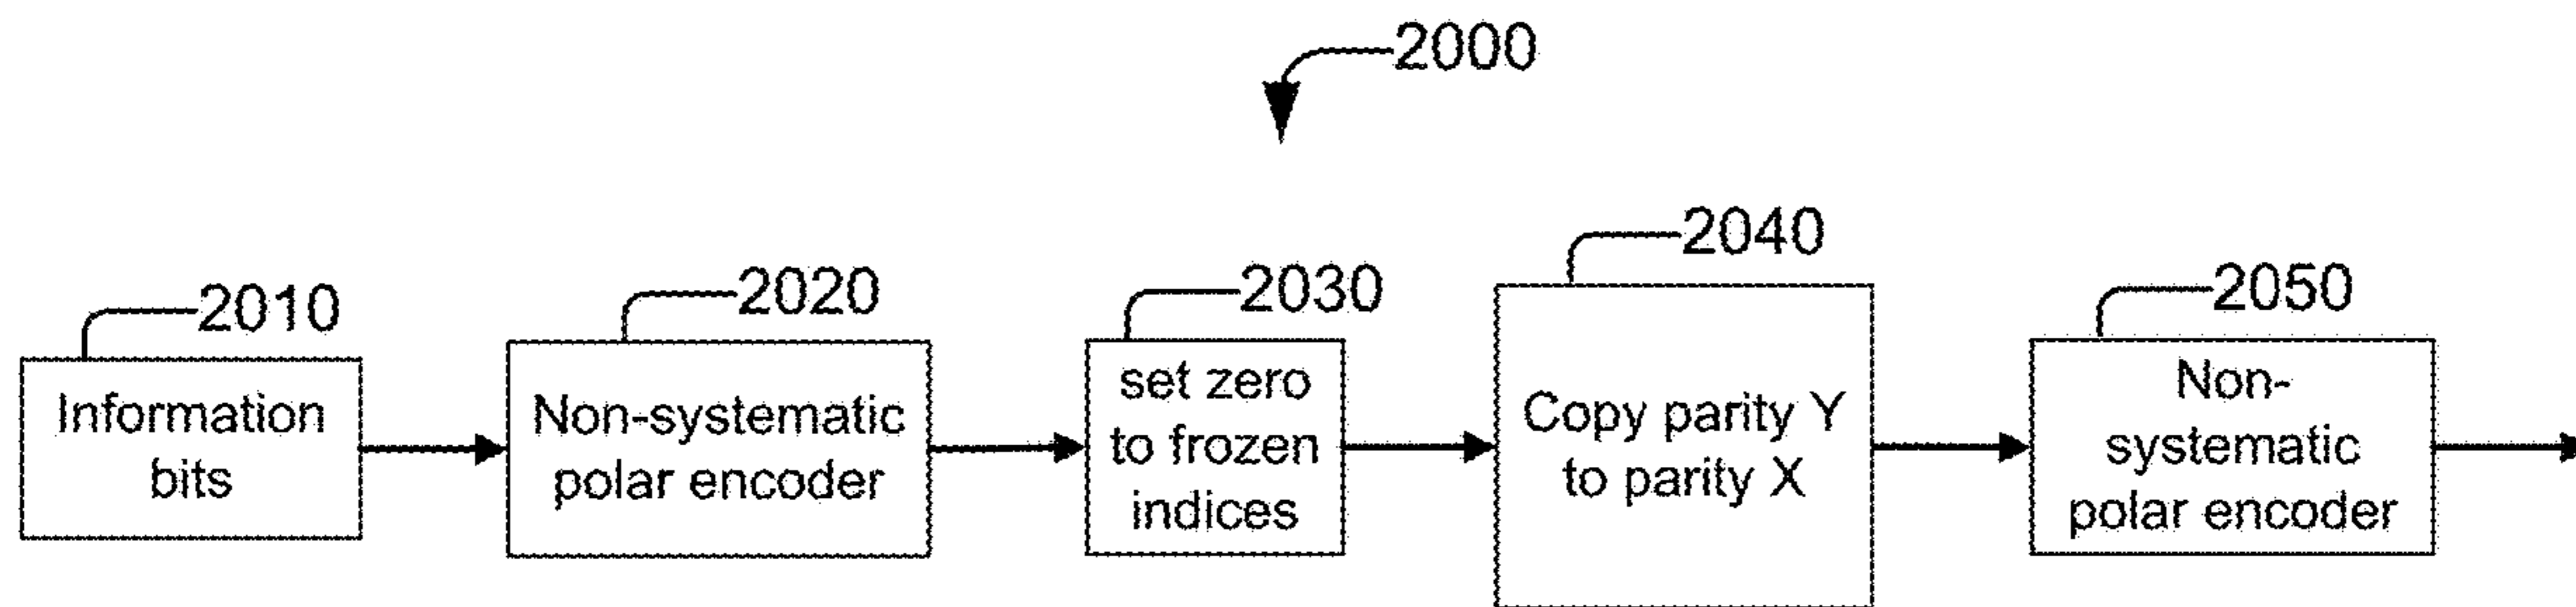 2000
2010
Information
bits
2020
Non-systematic
polar encoder
2030
set zero
to frozen
indices
2040
Copy parity Y
to parity X
2050
Non-
systematic
polar encoder